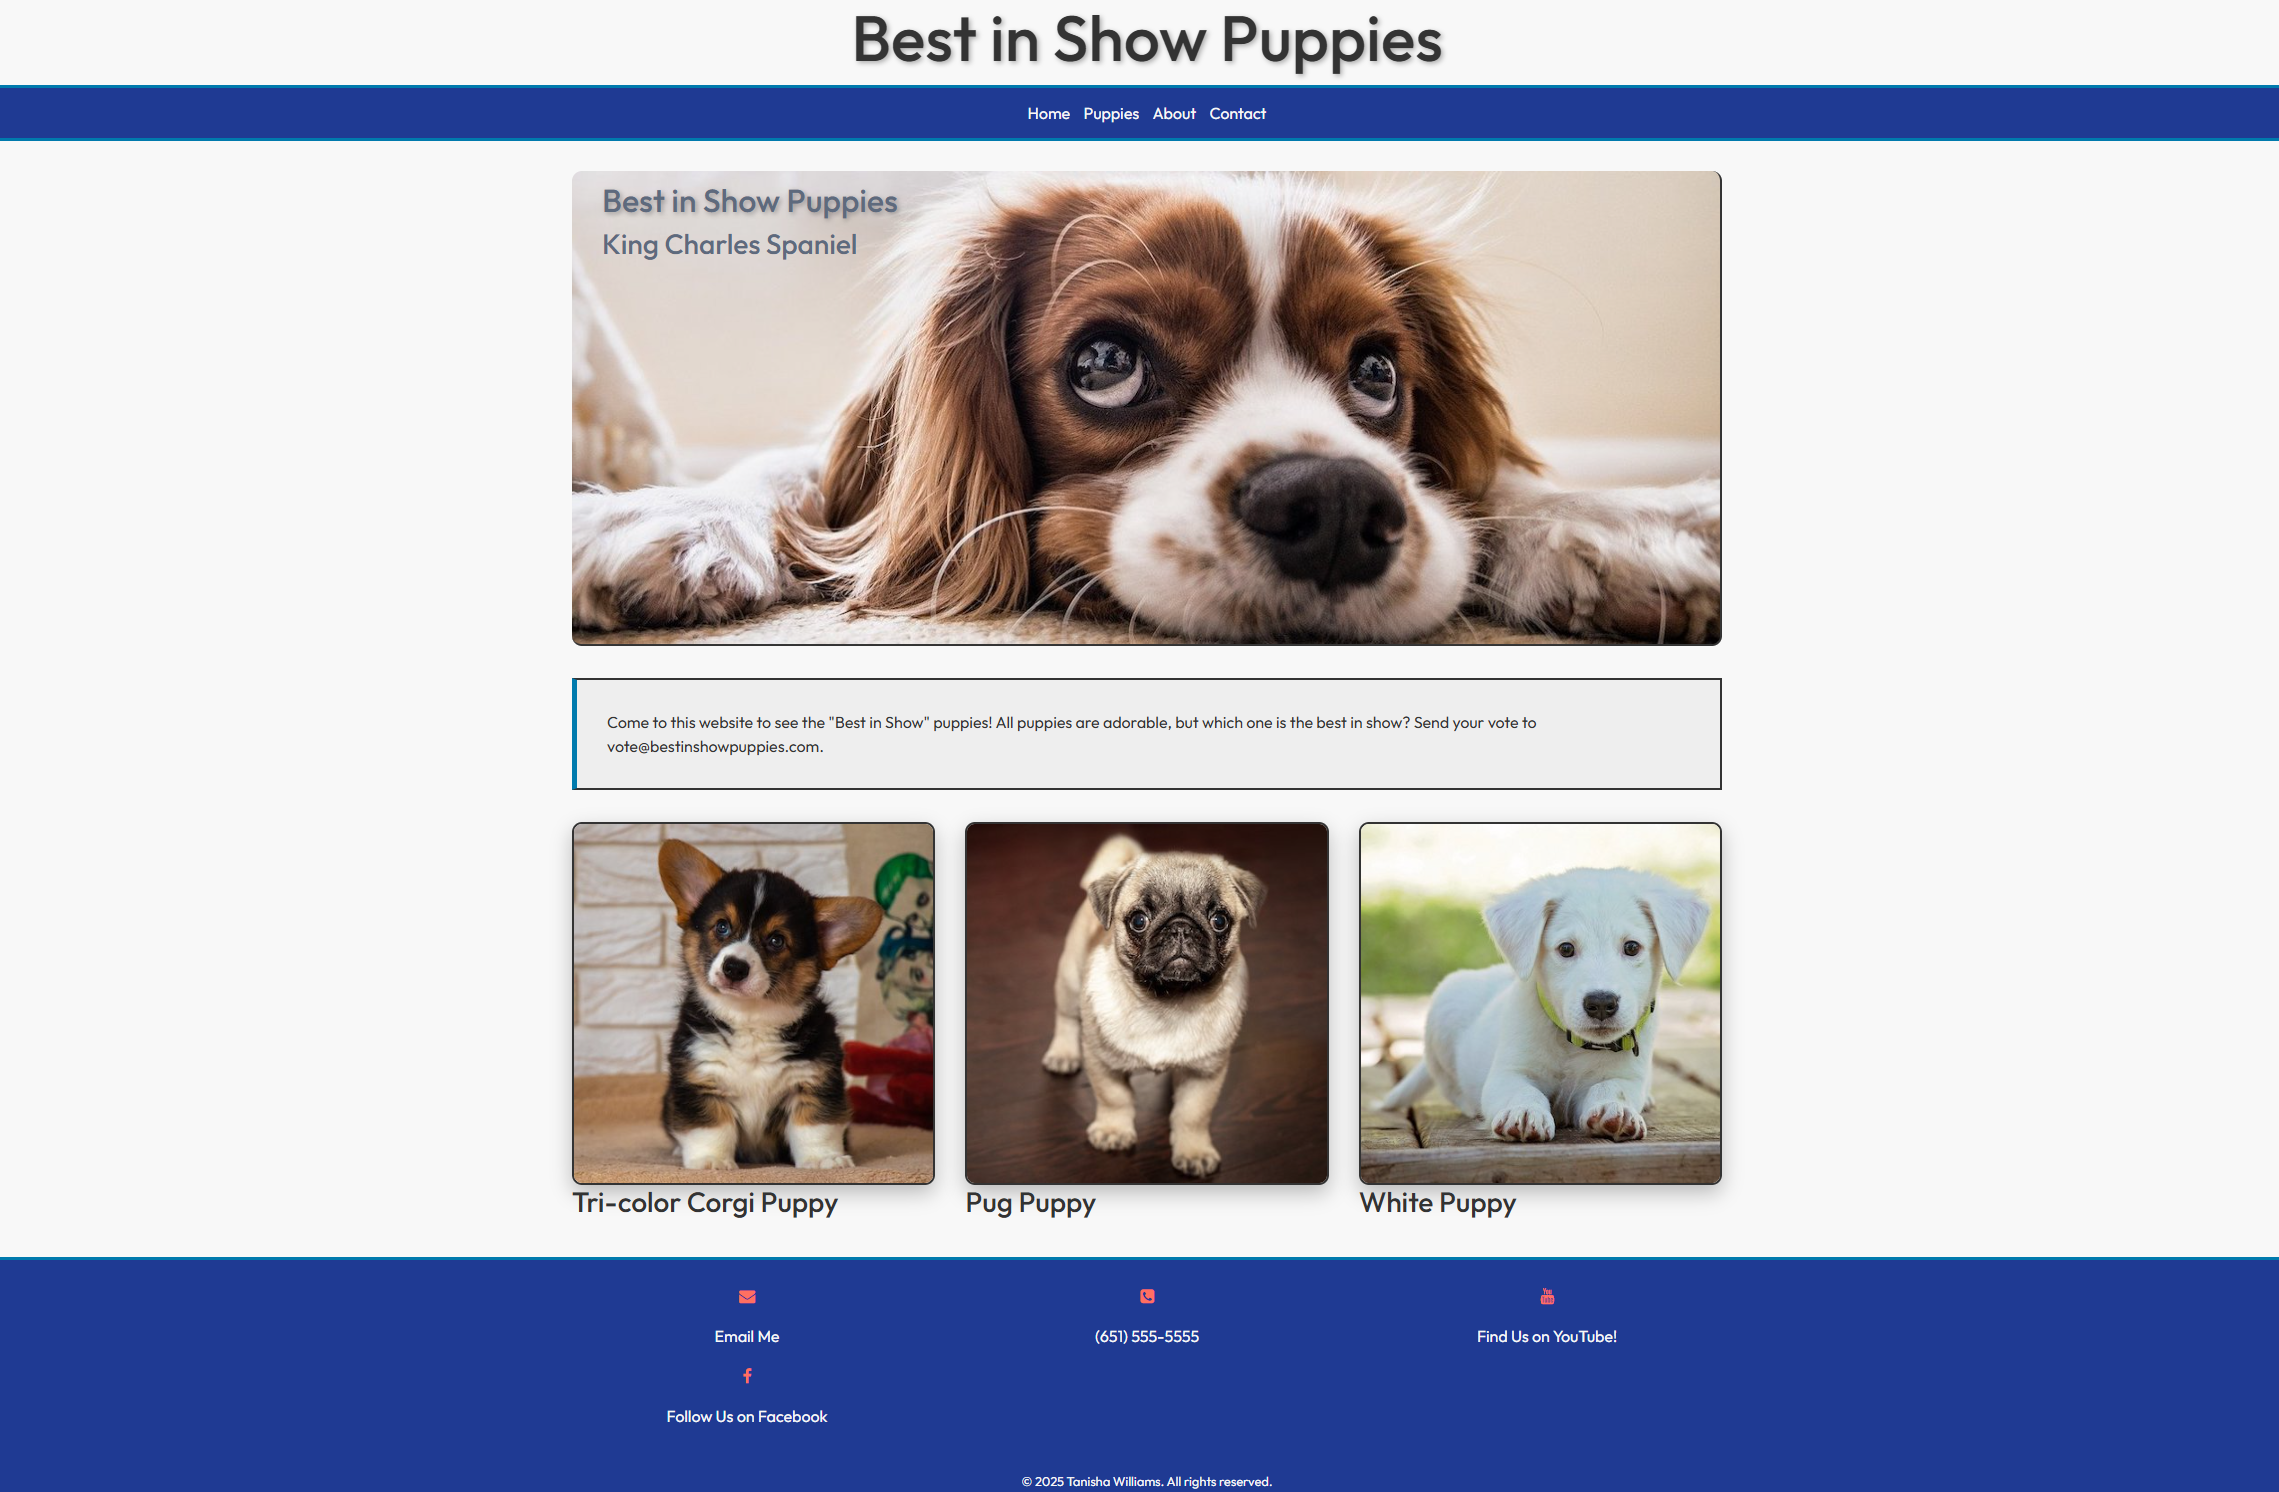 Best in Show Puppies
Home Puppies About Contact
Best in Show Puppies
King Charles Spaniel
Come to this website to see the "Best in Show" puppies! All puppies are adorable, but which one is the best in show? Send your vote to
vote@bestinshowpuppies.com.
Tri-color Corgi Puppy
Pug Puppy
White Puppy
Email Me
(651) 555-5555
You
Tube
Find Us on YouTube!
Follow Us on Facebook
© 2025 Tanisha Williams. All rights reserved.